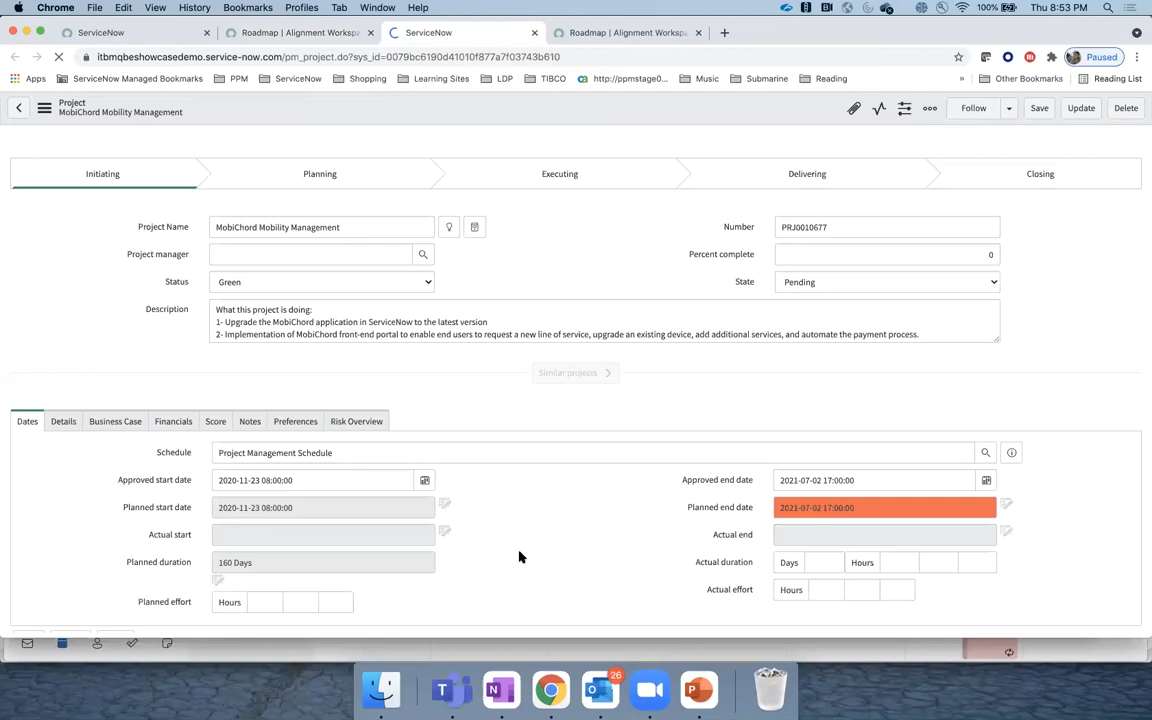 Chrome File Edit View History Bookmarks Profiles Tab Window Help 100% Thu 8:53 PM
ServiceNow Roadmap | Alignment Workspa ServiceNow Roadmap | Alignment Workspa
itbmqbeshowcasedemo.service-now.com/pm_project.do?sys_id=0079bc6190d41010f877a7f03743b610 Paused
Apps ServiceNow Managed Bookmarks PPM ServiceNow Shopping Learning Sites LDP TIBCO http://ppmstage0... Music Submarine Reading » Other Bookmarks Reading List
Project
MobiChord Mobility Management
Follow Save Update Delete
Initiating Planning Executing Delivering Closing
Project Name MobiChord Mobility Management Number PRJ0010677
Project manager Percent complete 0
Status Green State Pending
Description What this project is doing:
1- Upgrade the MobiChord application in ServiceNow to the latest version
2- Implementation of MobiChord front-end portal to enable end users to request a new line of service, upgrade an existing device, add additional services, and automate the payment process.
Similar projects
Dates Details Business Case Financials Score Notes Preferences Risk Overview
Schedule Project Management Schedule
Approved start date 2020-11-23 08:00:00 Approved end date 2021-07-02 17:00:00
Planned start date 2020-11-23 08:00:00 Planned end date 2021-07-02 17:00:00
Actual start Actual end
Planned duration 160 Days Actual duration Days Hours
Planned effort Hours Actual effort Hours
26